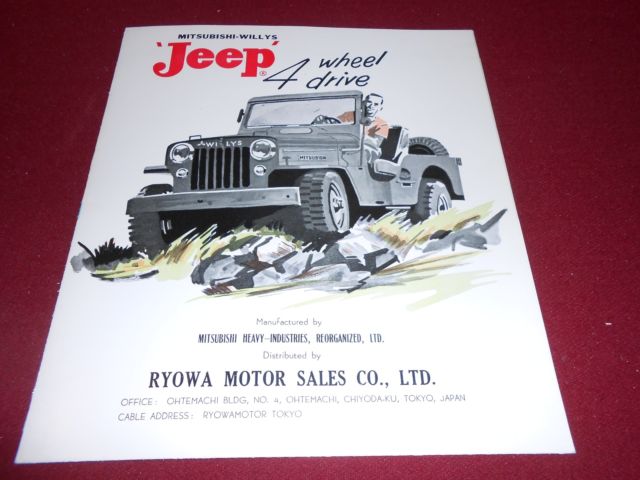 MITSUBISHI-WILLYS
'Jeep'®
4 wheel
drive
WILLYS
MITSUBISHI
Manufactured by
MITSUBISHI HEAVY-INDUSTRIES, REORGANIZED, LTD.
Distributed by
RYOWA MOTOR SALES CO., LTD.
OFFICE: OHTEMACHI BLDG, NO. 4, OHTEMACHI, CHIYODA-KU, TOKYO, JAPAN
CABLE ADDRESS: RYOWAMOTOR TOKYO